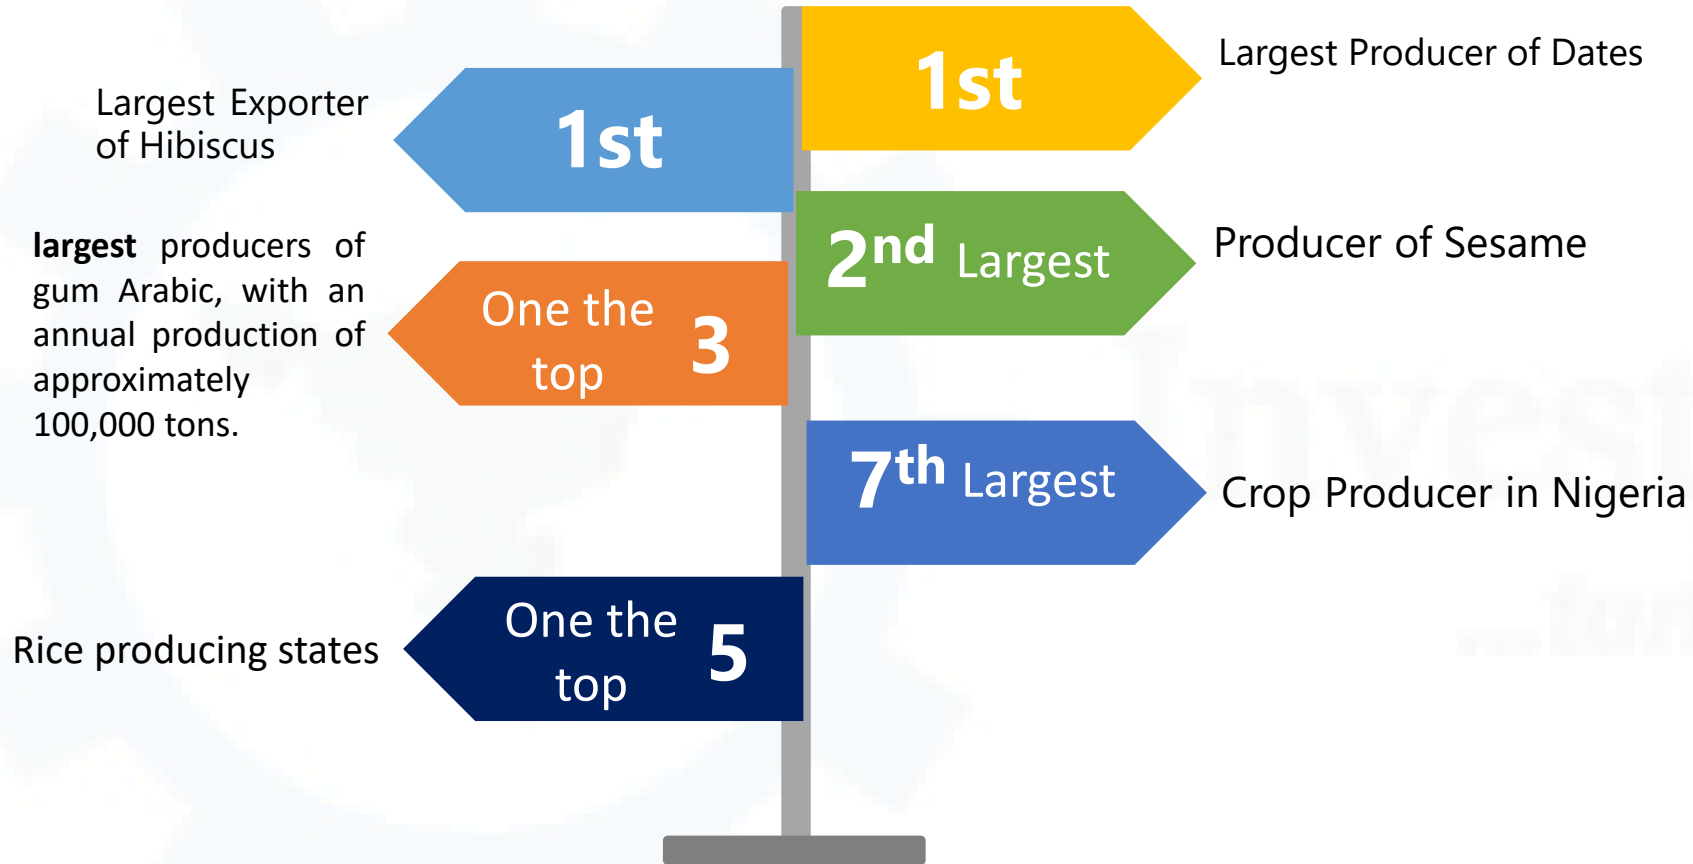 1st
Largest Producer of Dates
Largest Exporter
of Hibiscus
1st
2nd Largest
Producer of Sesame
largest producers of
gum Arabic, with an
annual production of
approximately
100,000 tons.
One the
top 3
7th Largest
Crop Producer in Nigeria
Rice producing states
One the
top 5
Invest
...tur